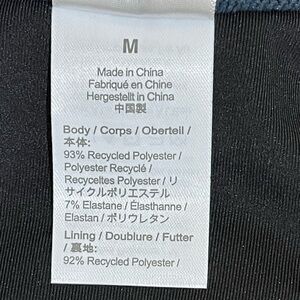 M
Made in China
Fabriqué en Chine
Hergestellt in China
中国製
Body / Corps / Oberteil /
本体:
93% Recycled Polyester /
Polyester Recyclé /
Recyceltes Polyester / リ
サイクルポリエステル
7% Elastane / Élasthanne /
Elastan / ポリウレタン
Lining / Doublure / Futter
/ 裏地:
92% Recycled Polyester /